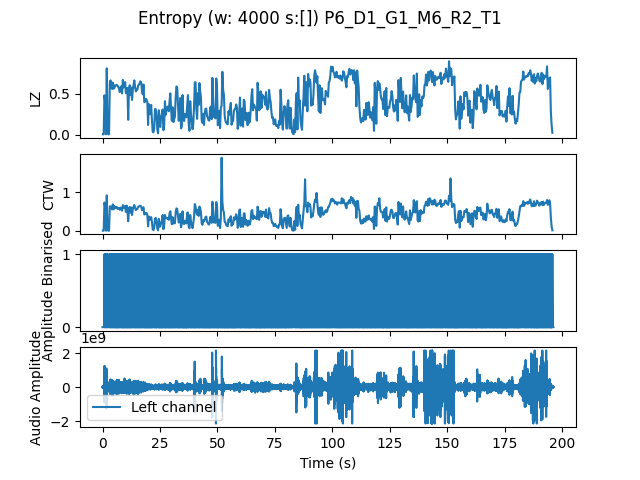 Entropy (w: 4000 s:[]) P6_D1_G1_M6_R2_T1
LZ
0.5
0.0
CTW
1
0
Amplitude Binarised
1
0
1e9
Audio Amplitude
2
0
−2
Left channel
0
25
50
75
100
125
150
175
200
Time (s)